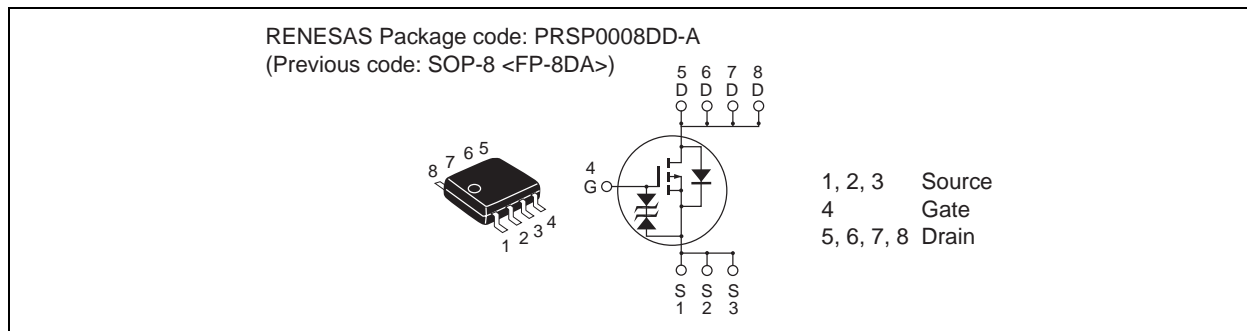 RENESAS Package code: PRSP0008DD-A
(Previous code: SOP-8 <FP-8DA>)
5 6 7 8
D D D D
8 7 6 5
1 2 3 4
4
G
S S S
1 2 3
1, 2, 3 Source
4 Gate
5, 6, 7, 8 Drain